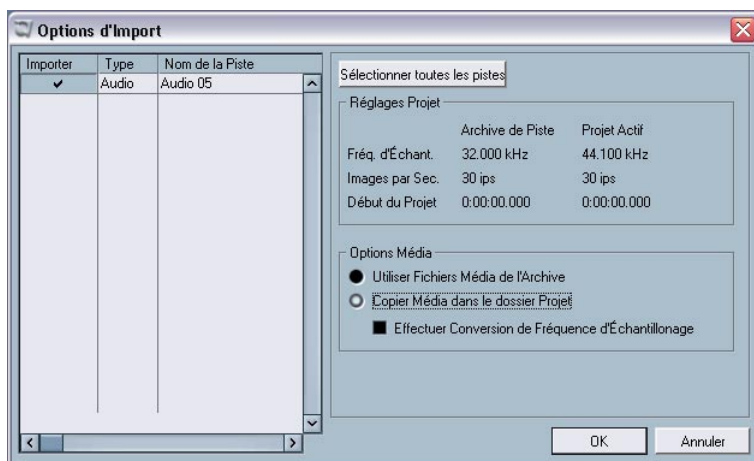 Options d'Import
Importer Type Nom de la Piste
Audio Audio 05
Sélectionner toutes les pistes
Réglages Projet
Archive de Piste Projet Actif
Fréq. d'Échant. 32.000 kHz 44.100 kHz
Images par Sec. 30 ips 30 ips
Début du Projet 0:00:00.000 0:00:00.000
Options Média
Utiliser Fichiers Média de l'Archive
Copier Média dans le dossier Projet
Effectuer Conversion de Fréquence d'Échantillonage
OK Annuler